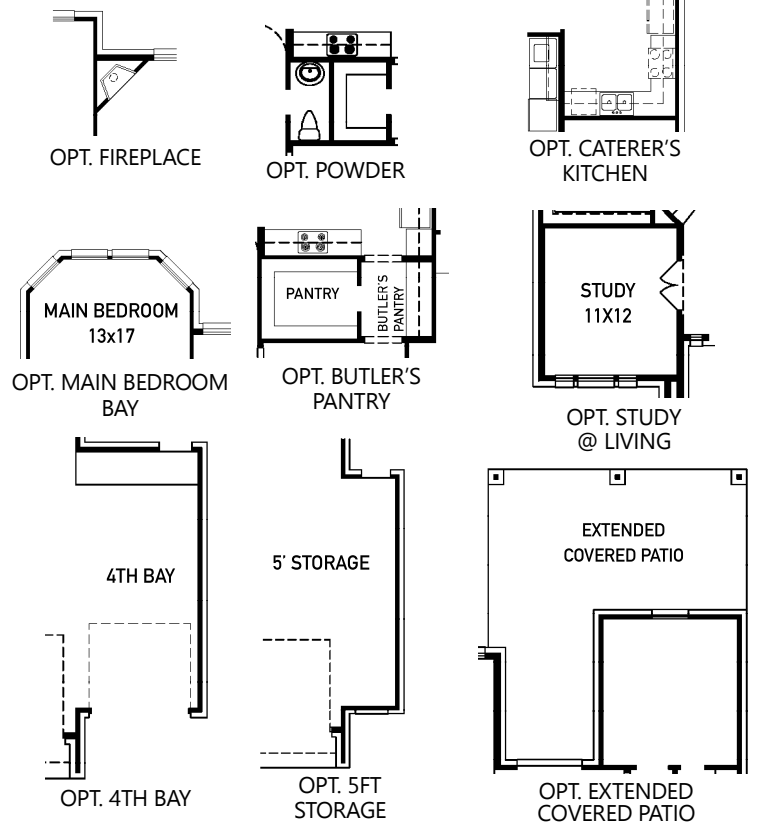 OPT. FIREPLACE
OPT. POWDER
OPT. CATERER'S
KITCHEN
MAIN BEDROOM
13x17
OPT. MAIN BEDROOM
BAY
PANTRY
BUTLER'S
PANTRY
OPT. BUTLER'S
PANTRY
STUDY
11X12
OPT. STUDY
@ LIVING
4TH BAY
OPT. 4TH BAY
5' STORAGE
OPT. 5FT
STORAGE
EXTENDED
COVERED PATIO
OPT. EXTENDED
COVERED PATIO